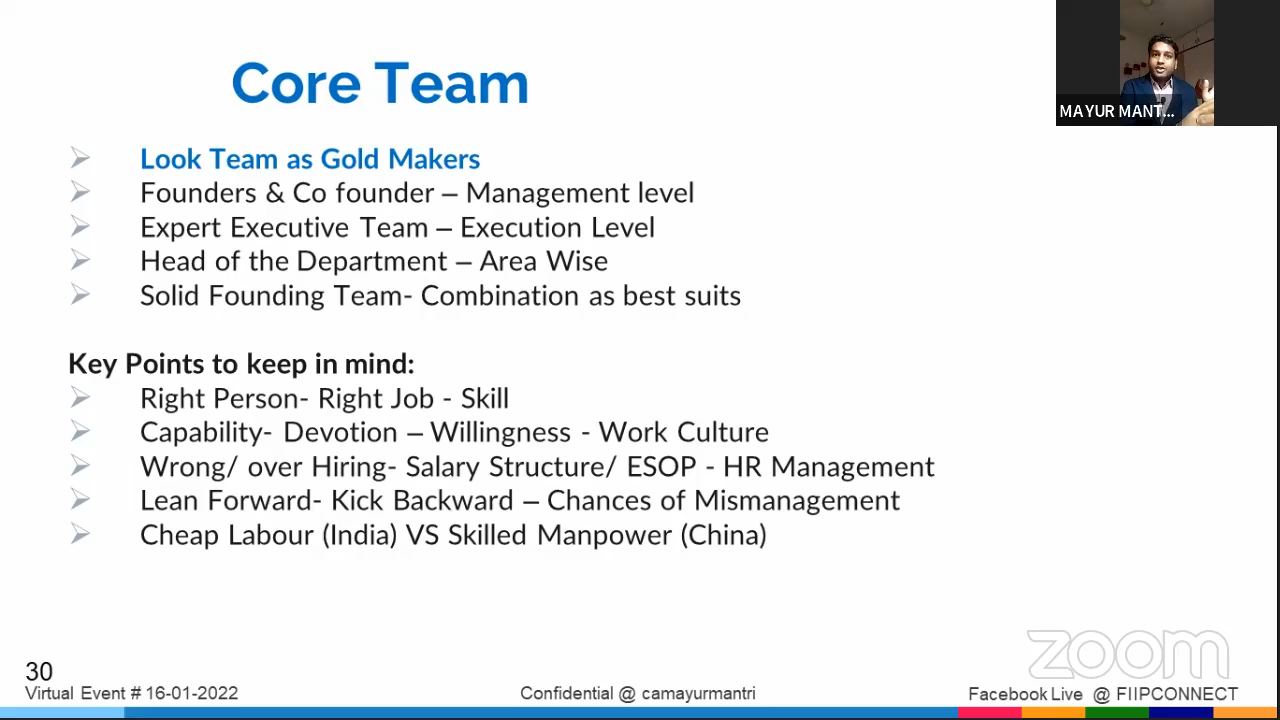 Core Team
MAYUR MANT...
Look Team as Gold Makers
Founders & Co founder – Management level
Expert Executive Team – Execution Level
Head of the Department – Area Wise
Solid Founding Team- Combination as best suits
Key Points to keep in mind:
Right Person- Right Job - Skill
Capability- Devotion – Willingness - Work Culture
Wrong/ over Hiring- Salary Structure/ ESOP - HR Management
Lean Forward- Kick Backward – Chances of Mismanagement
Cheap Labour (India) VS Skilled Manpower (China)
zoom
30
Virtual Event # 16-01-2022
Confidential @ camayurmantri
Facebook Live @ FIIPCONNECT